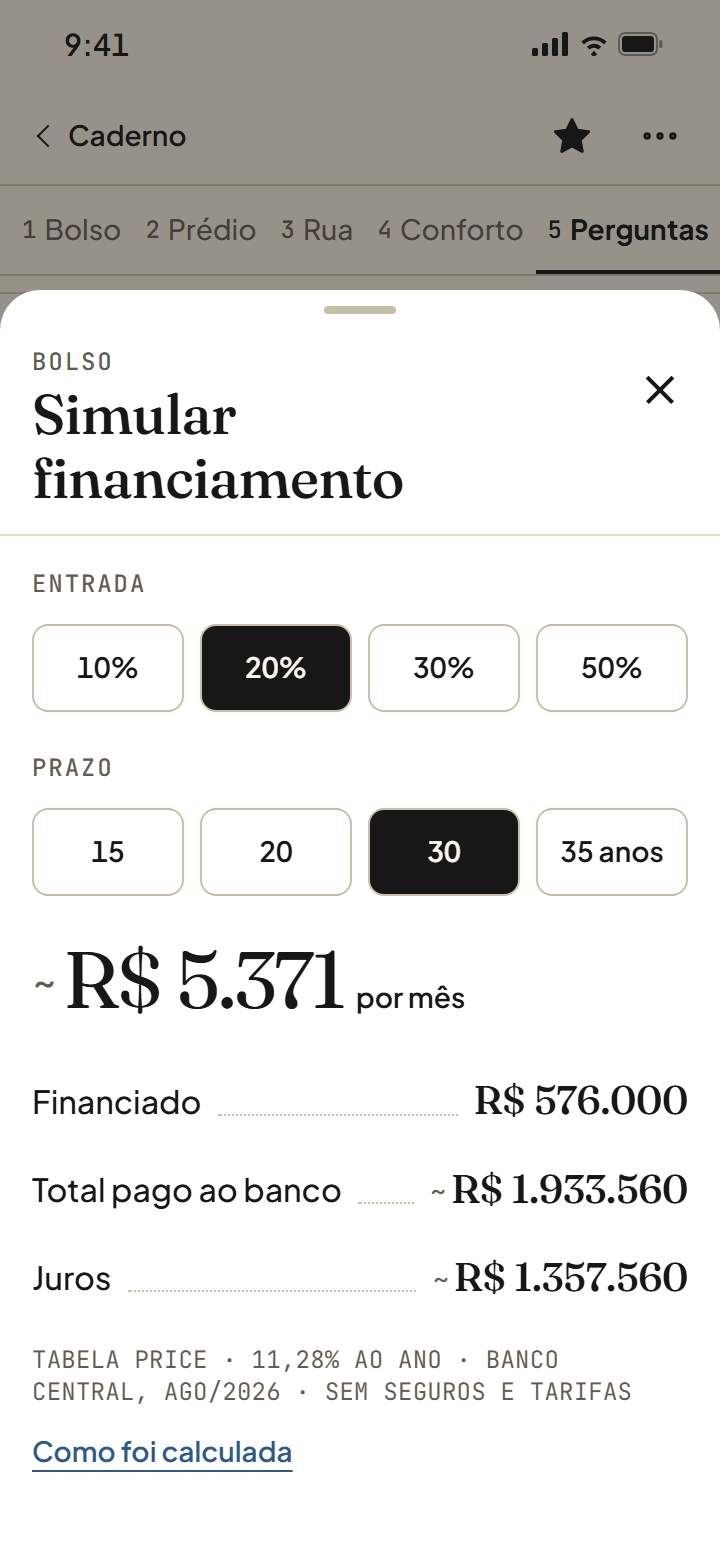 9:41
Caderno
1 Bolso 2 Prédio 3 Rua 4 Conforto 5 Perguntas
BOLSO
Simular
financiamento
ENTRADA
10% 20% 30% 50%
PRAZO
15 20 30 35 anos
~ R$ 5.371 por mês
Financiado R$ 576.000
Total pago ao banco ~ R$ 1.933.560
Juros ~ R$ 1.357.560
TABELA PRICE · 11,28% AO ANO · BANCO
CENTRAL, AGO/2026 · SEM SEGUROS E TARIFAS
Como foi calculada